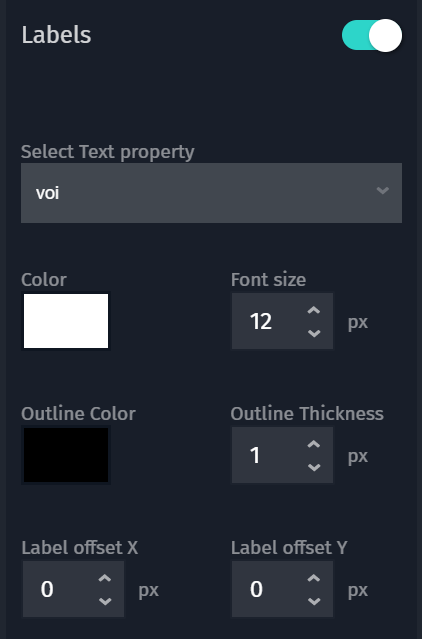 Labels
Select Text property
voi
Color Font size
12 px
Outline Color Outline Thickness
1 px
Label offset X Label offset Y
0 px 0 px